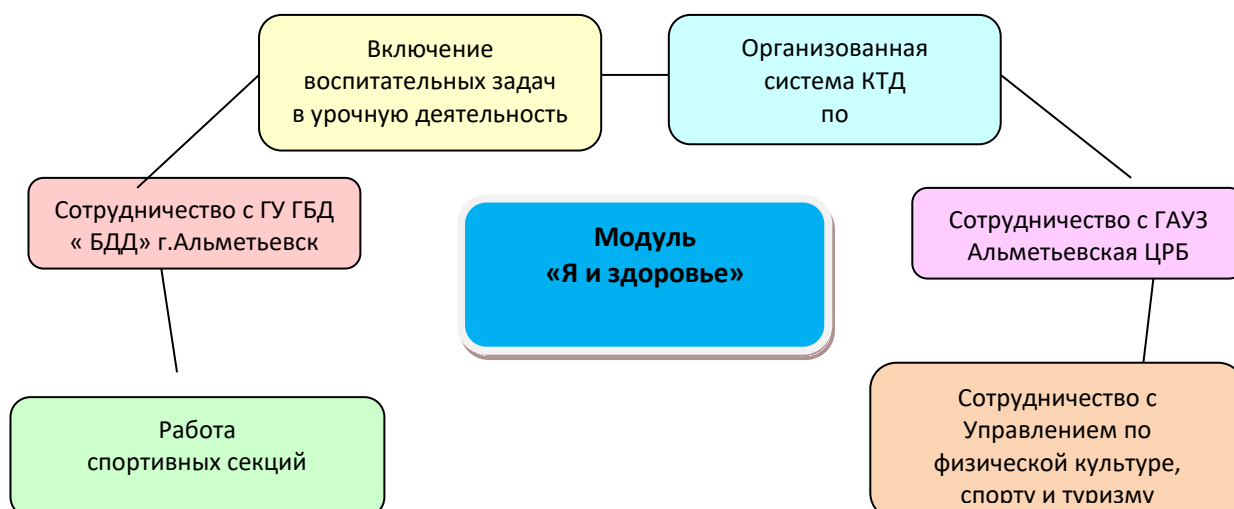 Включение
воспитательных задач
в урочную деятельность
Организованная
система КТД
по
Сотрудничество с ГУ ГБД
« БДД» г.Альметьевск
Модуль
«Я и здоровье»
Сотрудничество с ГАУЗ
Альметьевская ЦРБ
Работа
спортивных секций
Сотрудничество с
Управлением по
физической культуре,
спорту и туризму